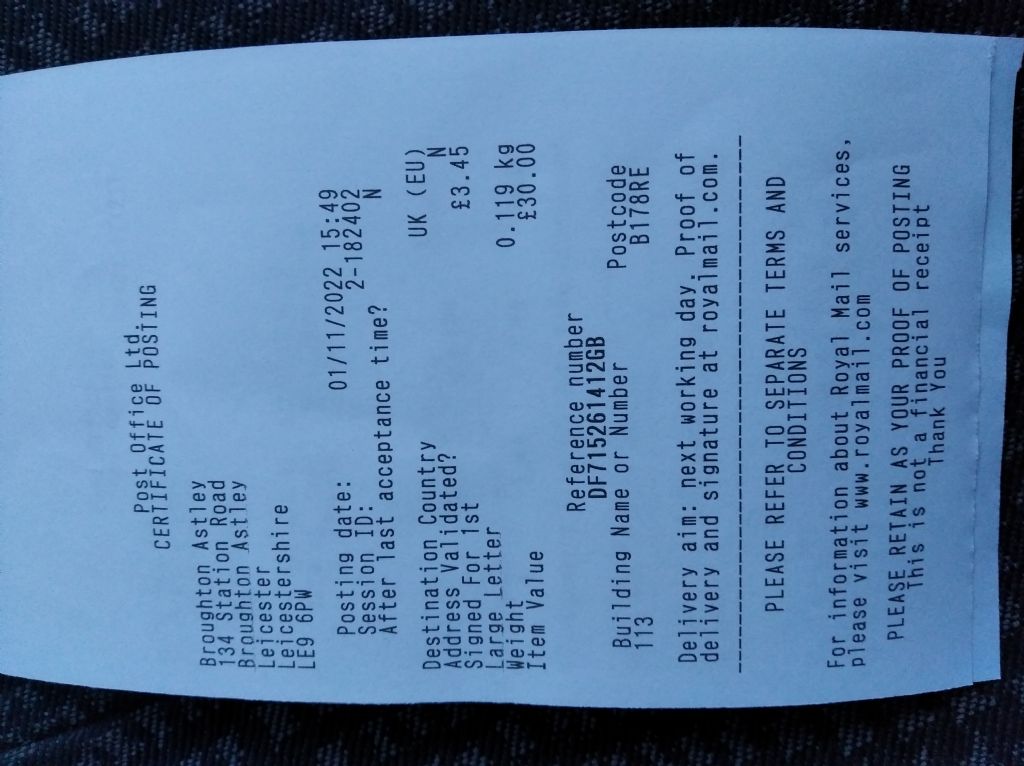 Post Office Ltd.
CERTIFICATE OF POSTING
Broughton Astley
134 Station Road
Broughton Astley
Leicester
Leicestershire
LE9 6PW
Posting date: 01/11/2022 15:49
Session ID: 2-182402
After last acceptance time? N
Destination Country UK (EU)
Address Validated? N
Signed For 1st £3.45
Large Letter
Weight 0.119 kg
Item Value £30.00
Reference number
DF715261412GB
Building Name or Number Postcode
113 B178RE
Delivery aim: next working day. Proof of
delivery and signature at royalmail.com.
PLEASE REFER TO SEPARATE TERMS AND
CONDITIONS
For information about Royal Mail services,
please visit www.royalmail.com
PLEASE RETAIN AS YOUR PROOF OF POSTING
This is not a financial receipt
Thank You